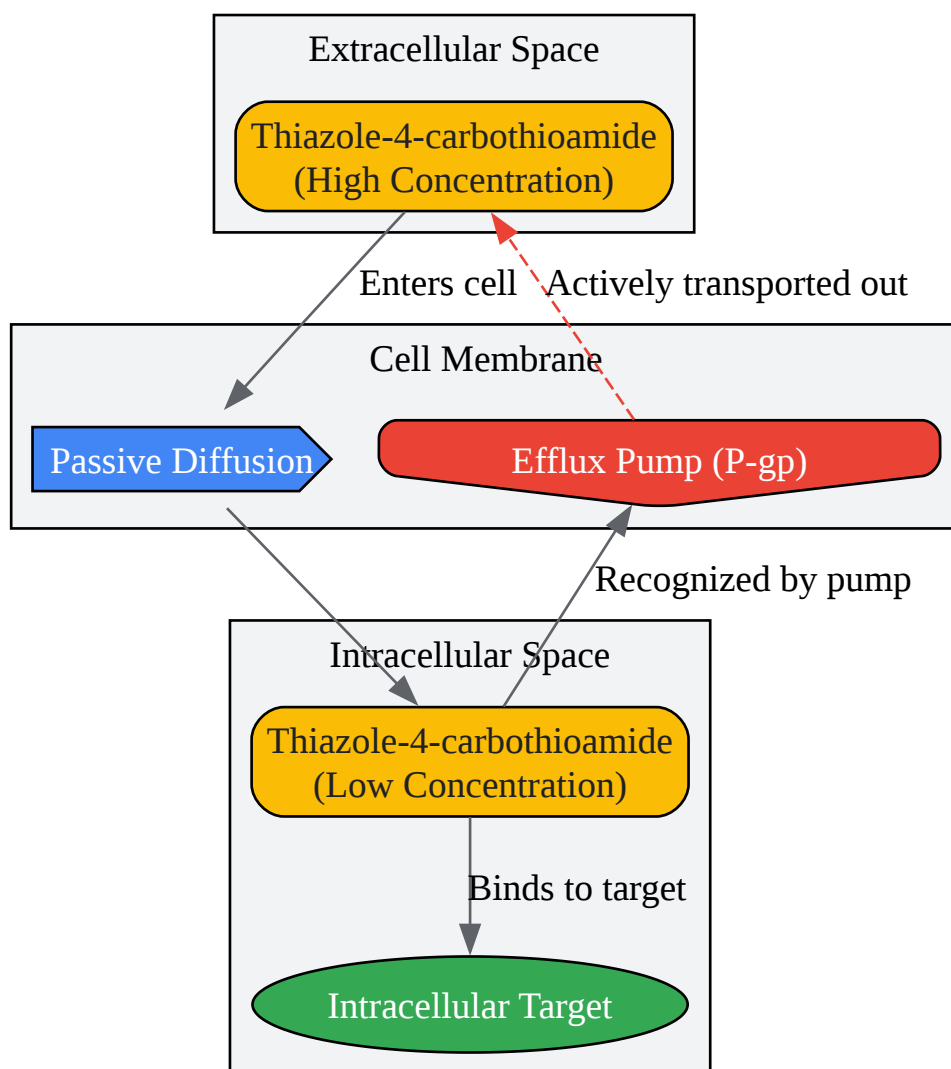 Extracellular Space
Thiazole-4-carbothioamide
(High Concentration)
Enters cell
Actively transported out
Cell Membrane
Passive Diffusion
Efflux Pump (P-gp)
Recognized by pump
Intracellular Space
Thiazole-4-carbothioamide
(Low Concentration)
Binds to target
Intracellular Target